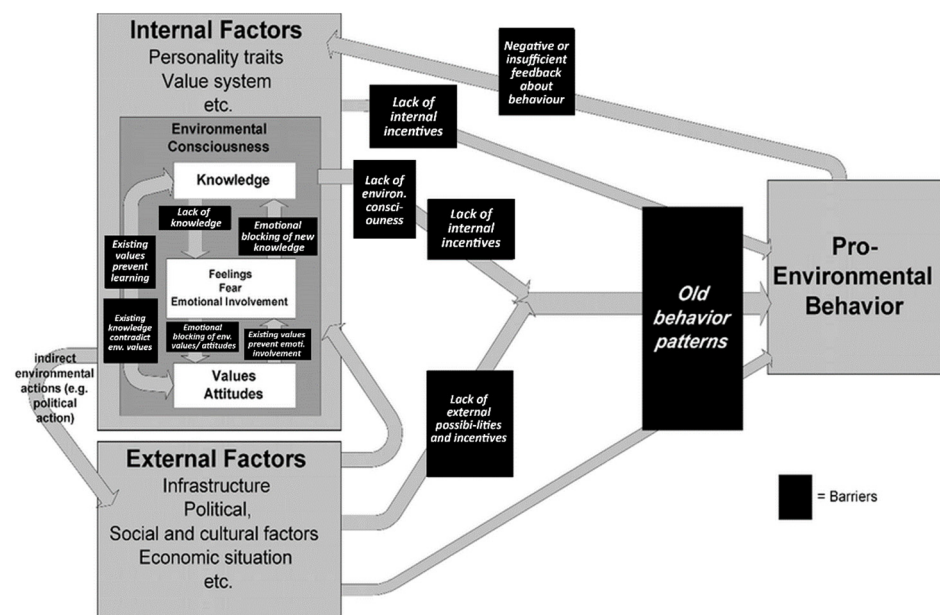 Internal Factors
Personality traits
Value system
etc.
Environmental
Consciousness
Knowledge
Lack of
knowledge
Emotional
blocking of new
knowledge
Existing
values
prevent
learning
Feelings
Fear
Emotional Involvement
Existing
knowledge
contradict
env. values
Emotional
blocking of env.
values/ attitudes
Existing values
prevent emoti.
involvement
Values
Attitudes
indirect
environmental
actions (e.g.
political
action)
External Factors
Infrastructure
Political,
Social and cultural factors
Economic situation
etc.
Negative or
insufficient
feedback
about
behaviour
Lack of
internal
incentives
Lack of
environ.
consci-
ouness
Lack of
internal
incentives
Lack of
external
possibi-lities
and incentives
Old
behavior
patterns
Pro-
Environmental
Behavior
= Barriers